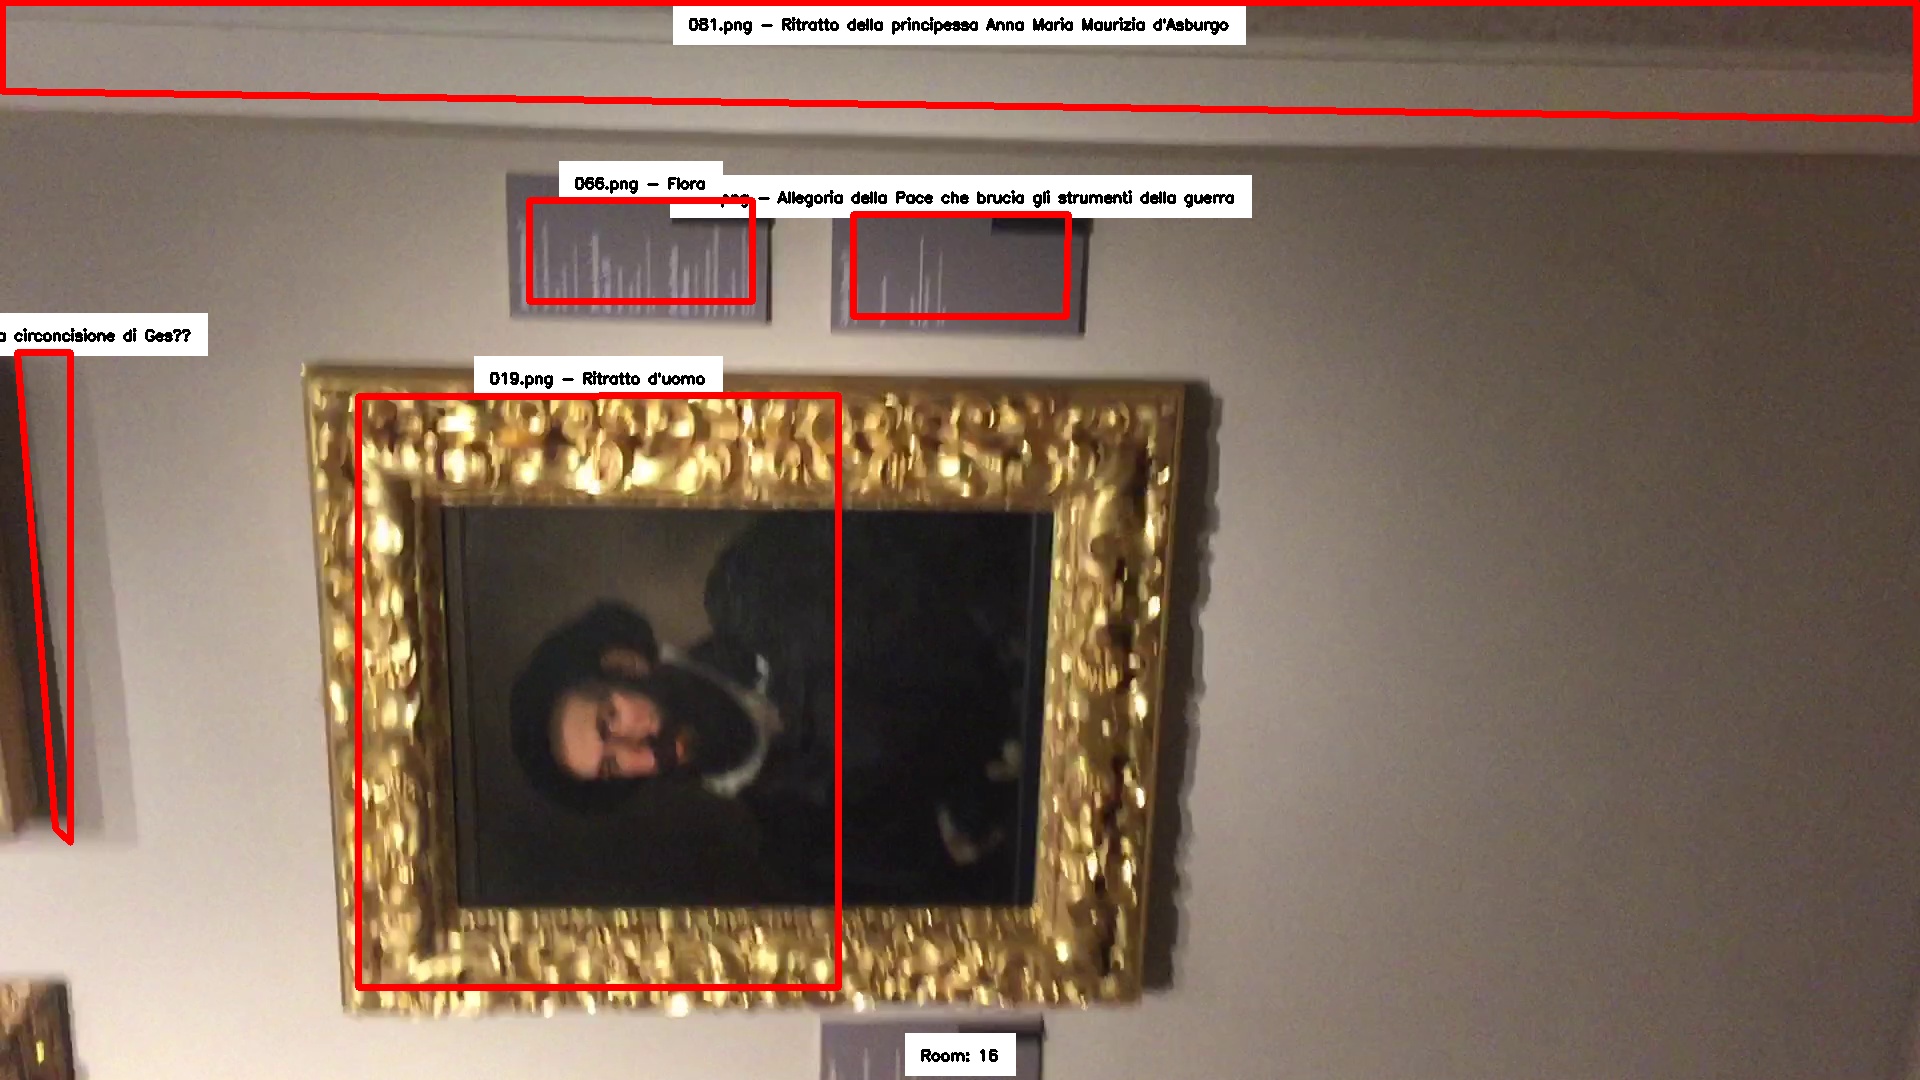 081.png - Ritratto della principessa Anna Maria Maurizia d'Asburgo
066.png - Flora
png - Allegoria della Pace che brucia gli strumenti della guerra
a circoncisione di Ges??
019.png - Ritratto d'uomo
Room: 16